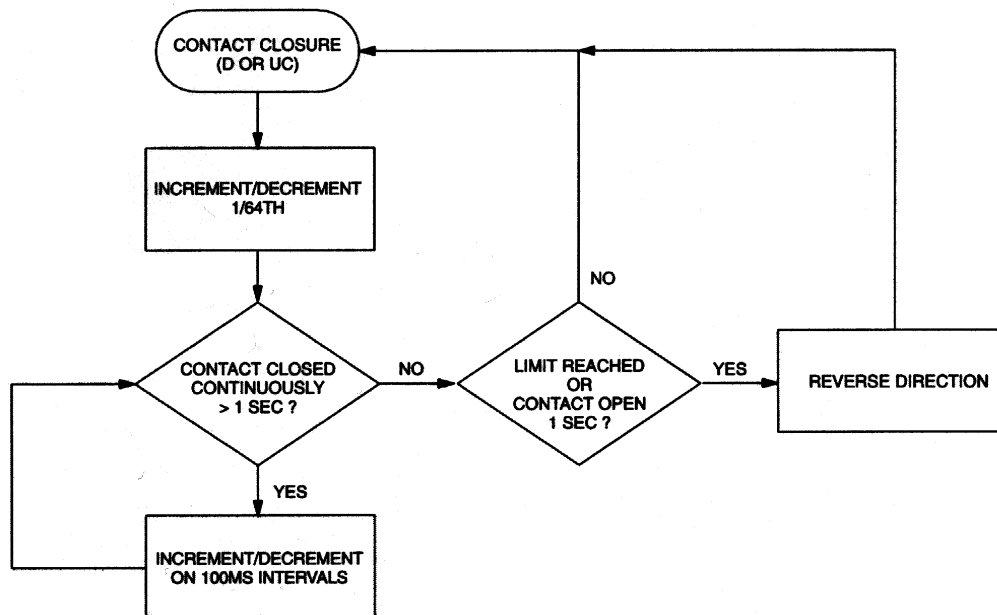 CONTACT CLOSURE
(D OR UC)
INCREMENT/DECREMENT
1/64TH
NO
CONTACT CLOSED
CONTINUOUSLY
> 1 SEC ?
NO
LIMIT REACHED
OR
CONTACT OPEN
1 SEC ?
YES
REVERSE DIRECTION
YES
INCREMENT/DECREMENT
ON 100MS INTERVALS